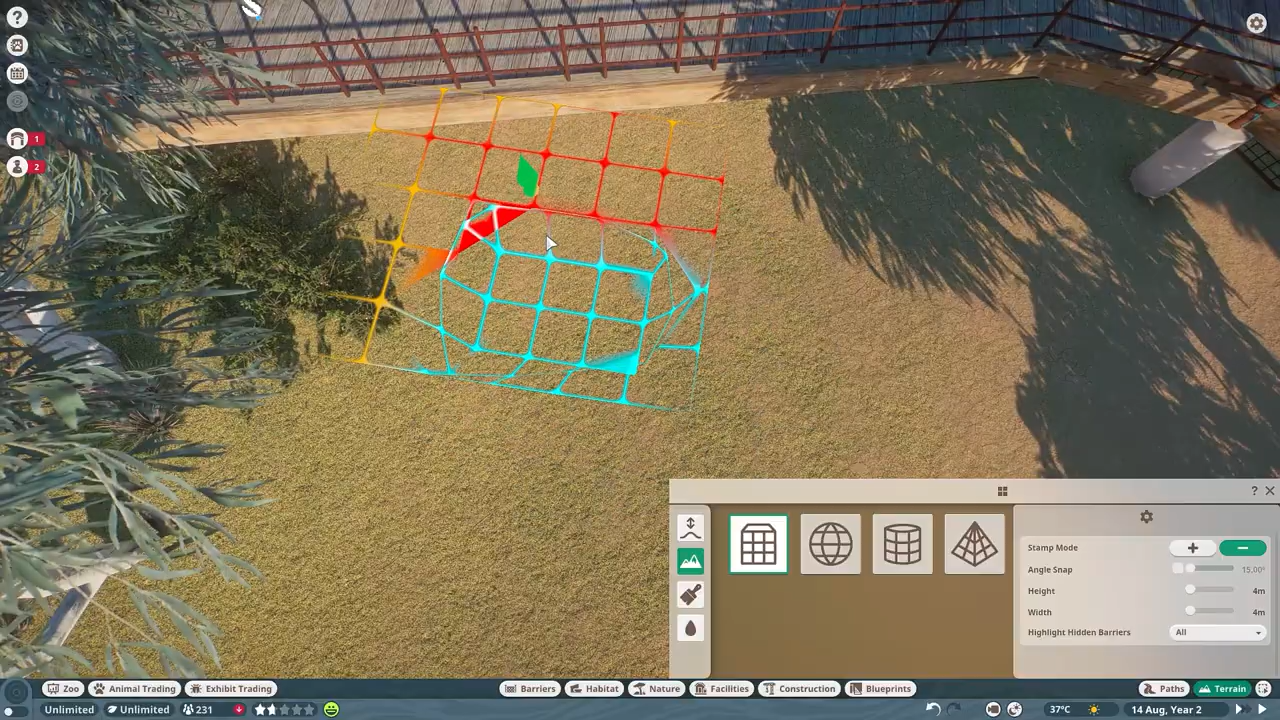 ?
1
2
? ✕
Stamp Mode + −
Angle Snap 15,00°
Height 4m
Width 4m
Highlight Hidden Barriers All
Zoo Animal Trading Exhibit Trading Barriers Habitat Nature Facilities Construction Blueprints Paths Terrain
Unlimited Unlimited 231 37°C 14 Aug, Year 2